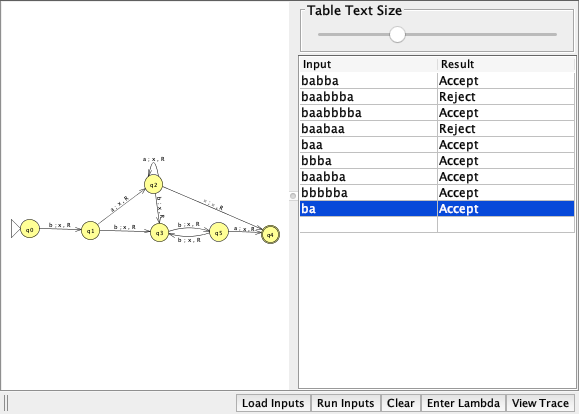 Table Text Size
Input Result
babba Accept
baabbba Reject
baabbbba Accept
baabaa Reject
baa Accept
bbba Accept
baabba Accept
bbbbba Accept
ba Accept
a ; x, R
q2
a ; x, R
b ; x, R
q0
b ; x, R
q1
b ; x, R
q3
b ; x, R
b ; x, R
q5
a ; x, R
q4
Load Inputs Run Inputs Clear Enter Lambda View Trace